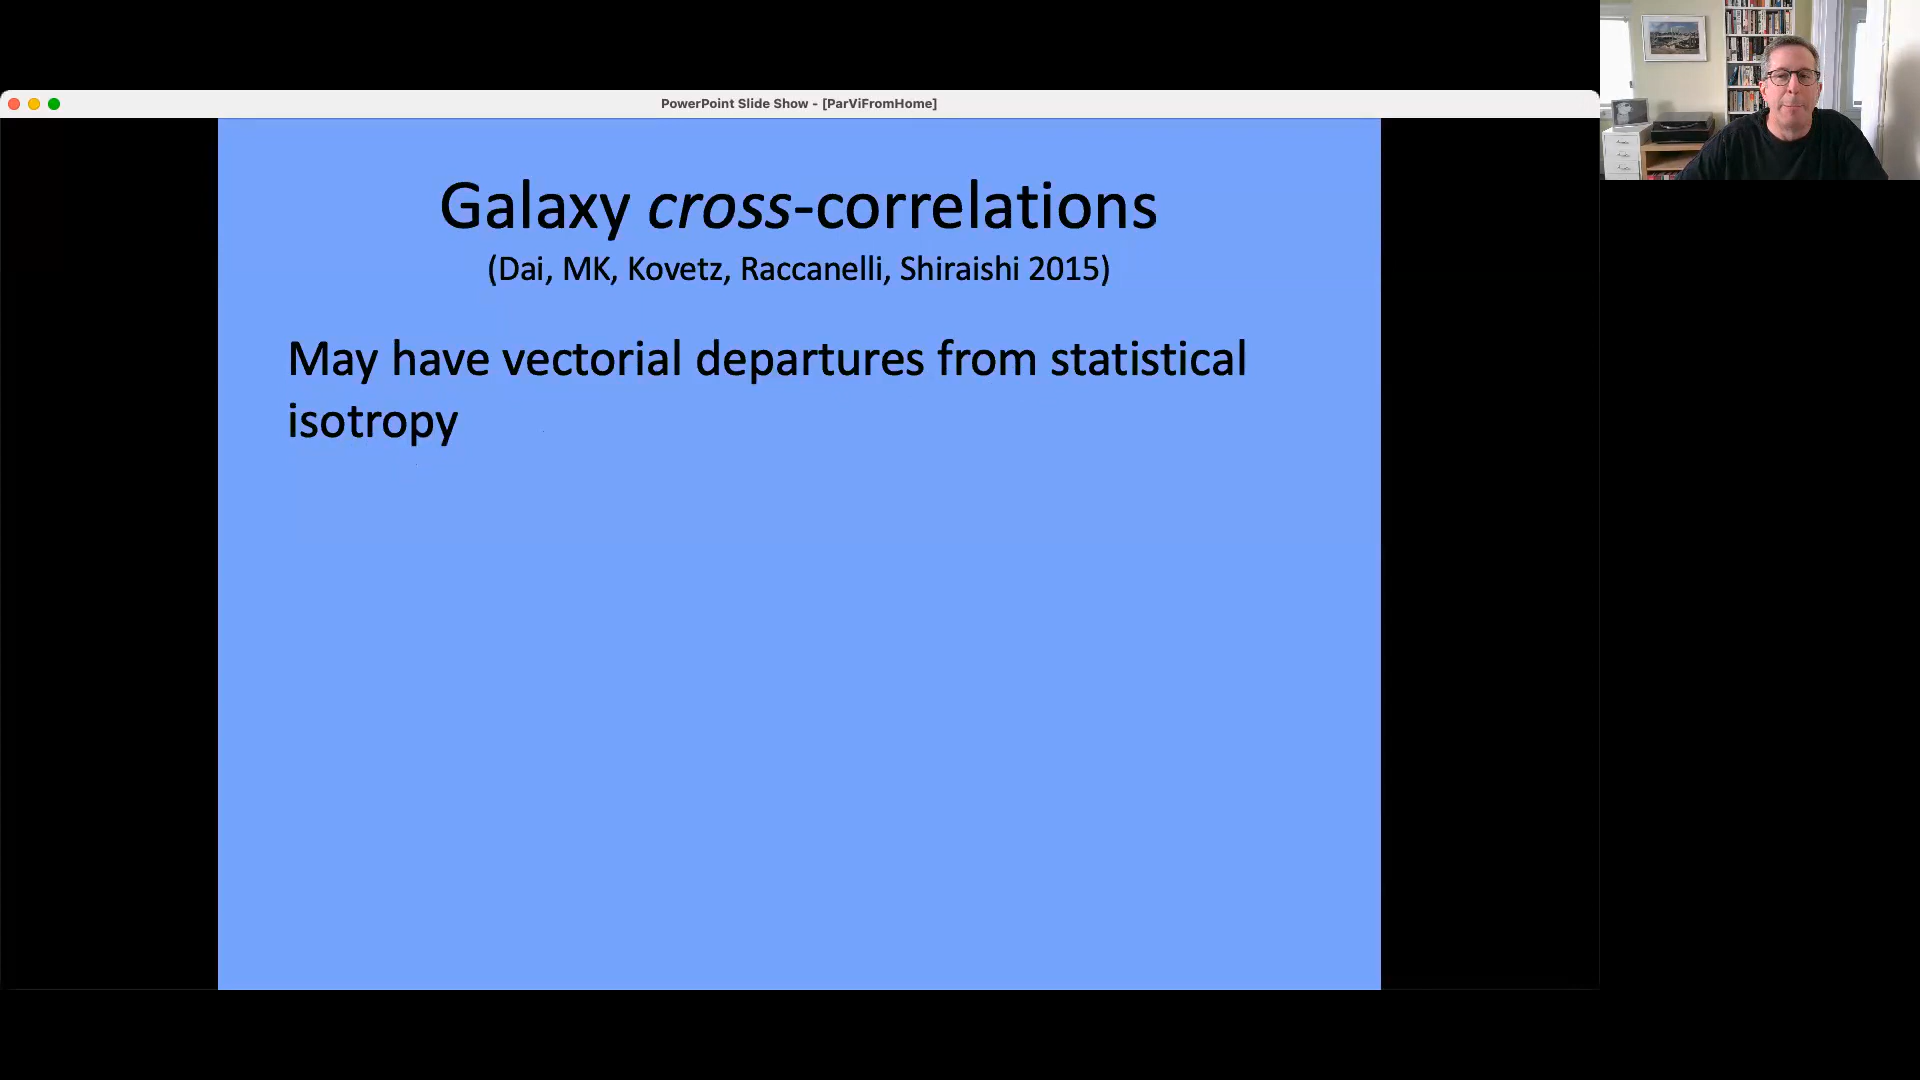 PowerPoint Slide Show - [ParViFromHome]
Galaxy cross-correlations
(Dai, MK, Kovetz, Raccanelli, Shiraishi 2015)
May have vectorial departures from statistical
isotropy